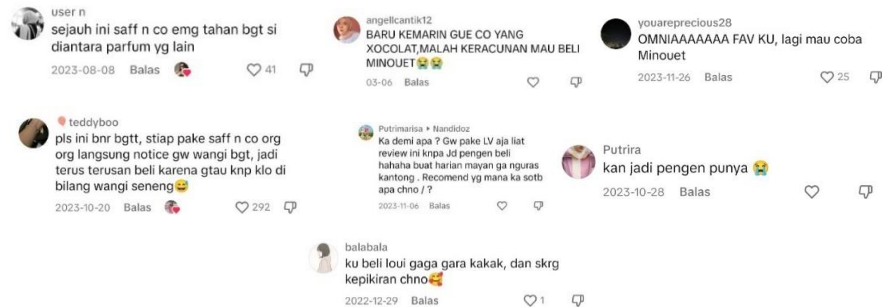 user n
sejauh ini saff n co emg tahan bgt si
diantara parfum yg lain
2023-08-08 Balas 41
angellcantik12
BARU KEMARIN GUE CO YANG
XOCOLAT,MALAH KERACUNAN MAU BELI
MINOUET😭😭
03-06 Balas
youareprecious28
OMNIAAAAAAA FAV KU, lagi mau coba
Minouet
2023-11-26 Balas 25
teddyboo
pls ini bnr bgtt, stiap pake saff n co org
org langsung notice gw wangi bgt, jadi
terus terusan beli karena gtau knp klo di
bilang wangi seneng😅
2023-10-20 Balas 292
Putrimarisa ▸ Nandidoz
Ka demi apa ? Gw pake LV aja liat
review ini knpa Jd pengen beli
hahaha buat harian mayan ga nguras
kantong . Recomend yg mana ka sotb
apa chno / ?
2023-11-06 Balas
Putrira
kan jadi pengen punya 😭
2023-10-28 Balas
balabala
ku beli loui gaga gara kakak, dan skrg
kepikiran chno🥰
2022-12-29 Balas 1